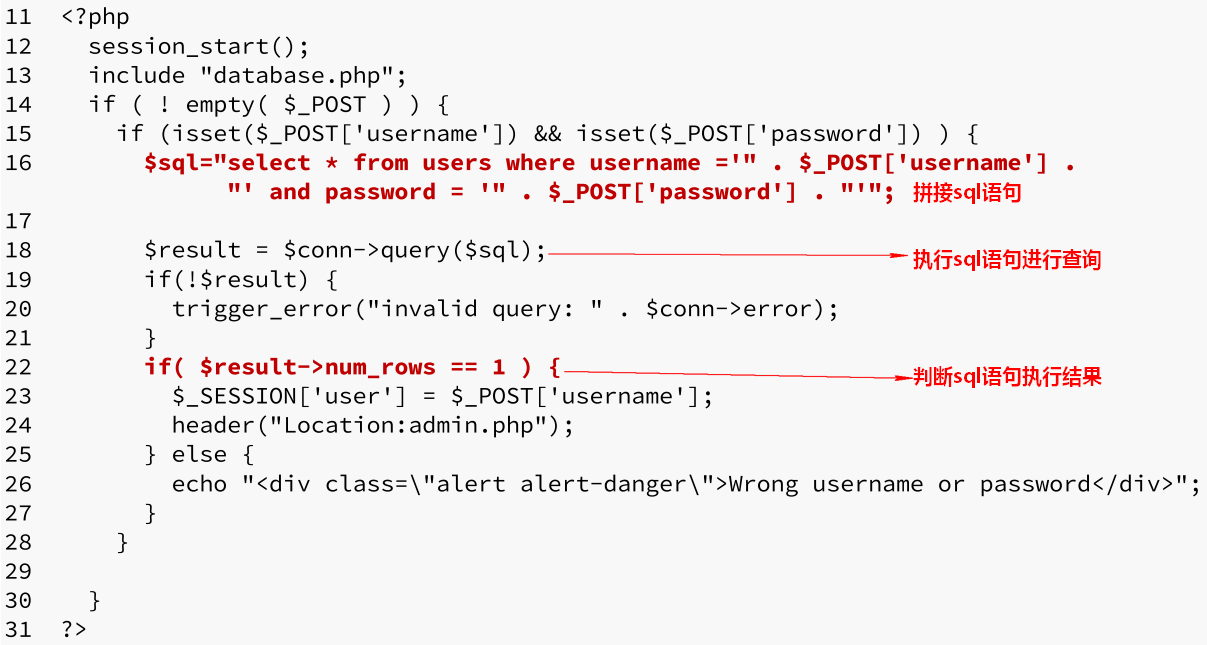 11 <?php
12 session_start();
13 include "database.php";
14 if ( ! empty( $_POST ) ) {
15 if (isset($_POST['username']) && isset($_POST['password']) ) {
16 $sql="select * from users where username ='" . $_POST['username'] .
"' and password = '" . $_POST['password'] . "'"; 拼接sql语句
17
18 $result = $conn->query($sql); 执行sql语句进行查询
19 if(!$result) {
20 trigger_error("invalid query: " . $conn->error);
21 }
22 if( $result->num_rows == 1 ) { 判断sql语句执行结果
23 $_SESSION['user'] = $_POST['username'];
24 header("Location:admin.php");
25 } else {
26 echo "<div class=\"alert alert-danger\">Wrong username or password</div>";
27 }
28 }
29
30 }
31 ?>